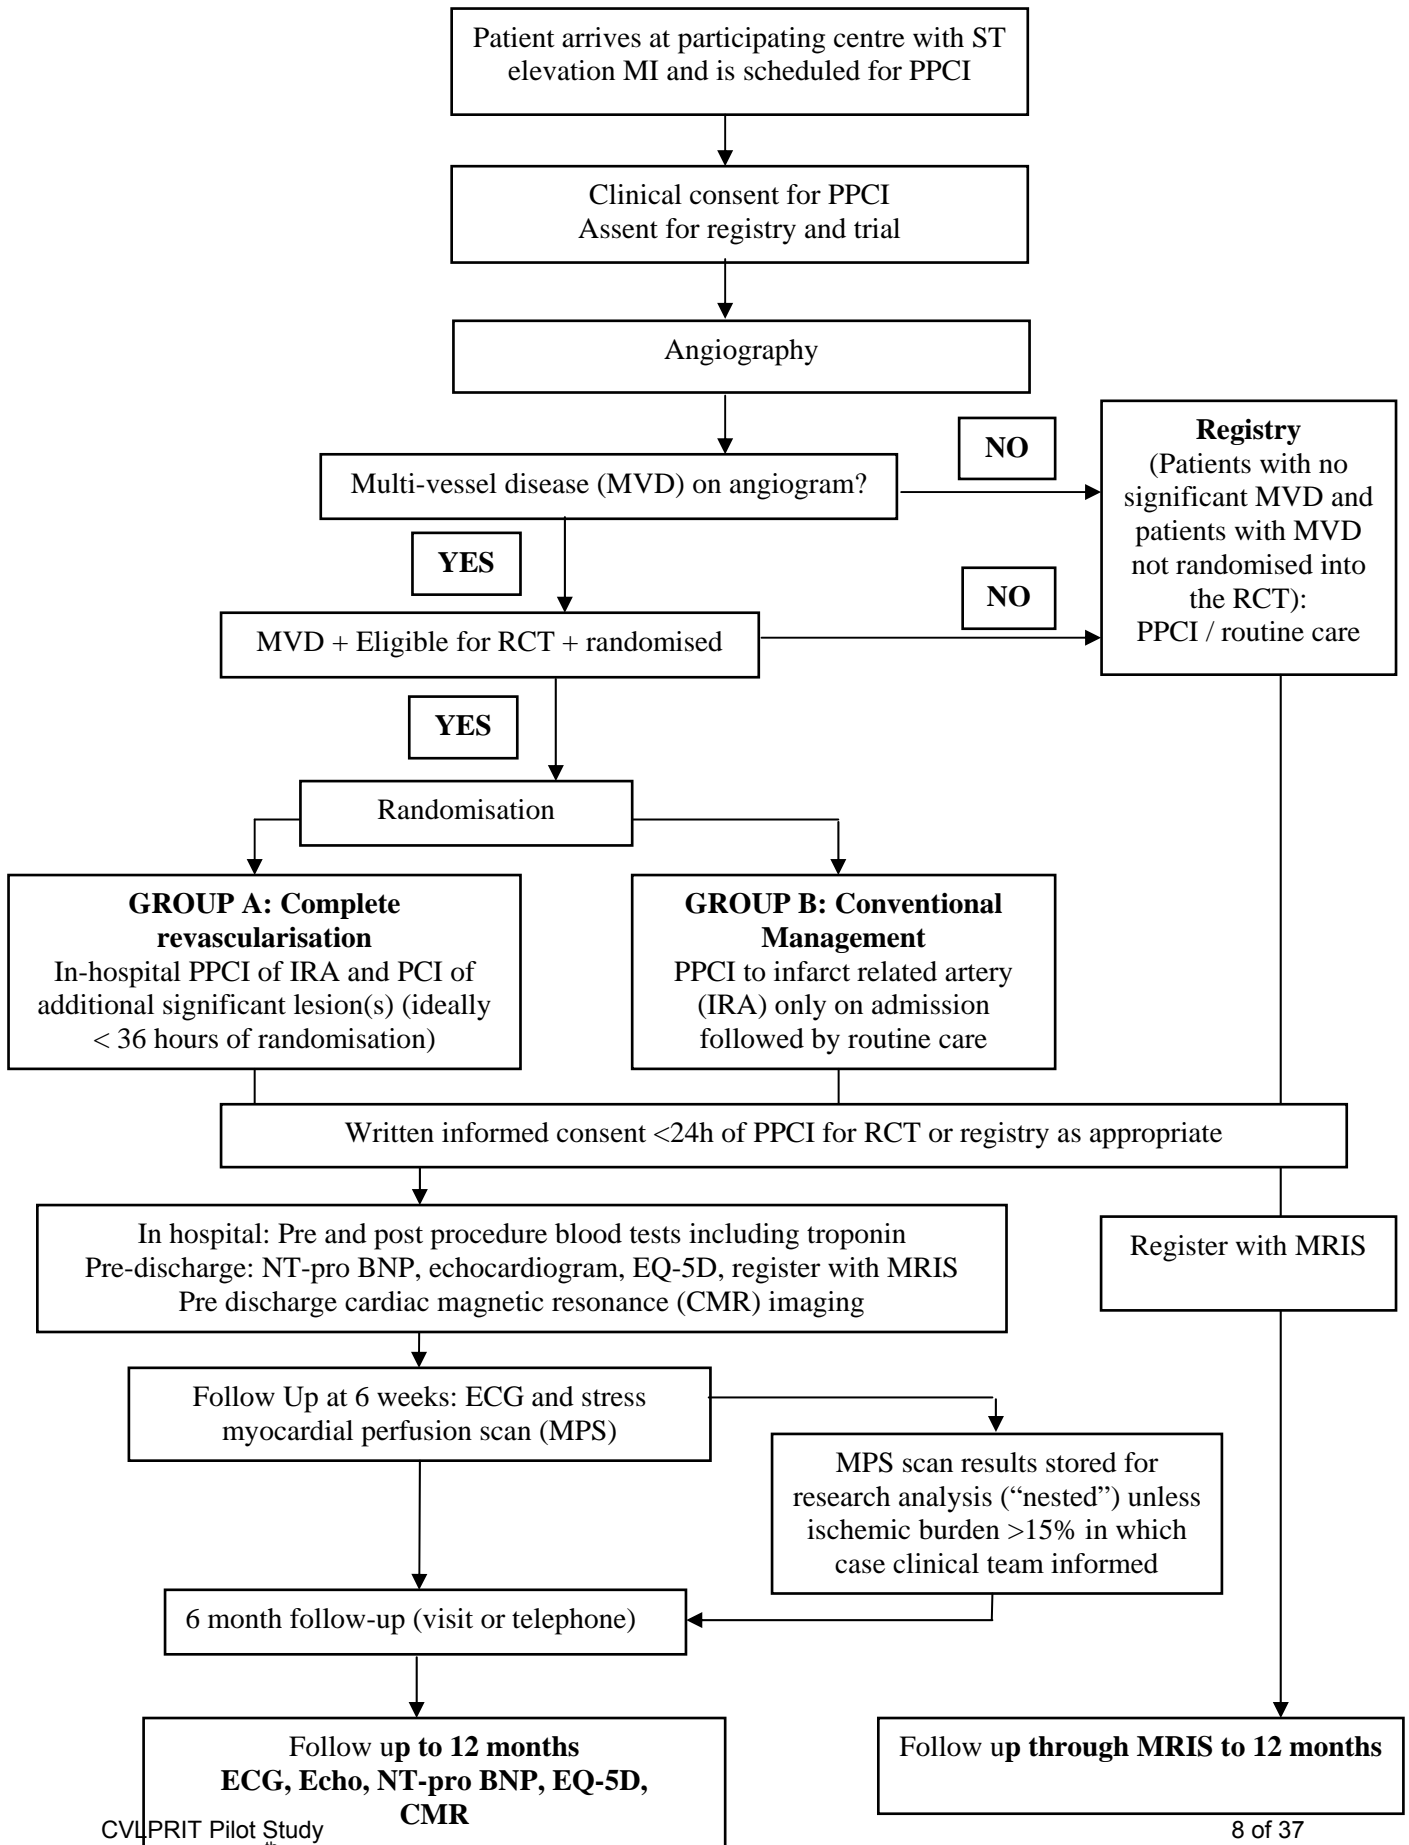 Patient arrives at participating centre with ST
elevation MI and is scheduled for PPCI
Clinical consent for PPCI
Assent for registry and trial
Angiography
Multi-vessel disease (MVD) on angiogram?
NO
Registry
(Patients with no
significant MVD and
patients with MVD
not randomised into
the RCT):
PPCI / routine care
YES
MVD + Eligible for RCT + randomised
NO
YES
Randomisation
GROUP A: Complete
revascularisation
In-hospital PPCI of IRA and PCI of
additional significant lesion(s) (ideally
< 36 hours of randomisation)
GROUP B: Conventional
Management
PPCI to infarct related artery
(IRA) only on admission
followed by routine care
Written informed consent <24h of PPCI for RCT or registry as appropriate
In hospital: Pre and post procedure blood tests including troponin
Pre-discharge: NT-pro BNP, echocardiogram, EQ-5D, register with MRIS
Pre discharge cardiac magnetic resonance (CMR) imaging
Register with MRIS
Follow Up at 6 weeks: ECG and stress
myocardial perfusion scan (MPS)
MPS scan results stored for
research analysis (“nested”) unless
ischemic burden >15% in which
case clinical team informed
6 month follow-up (visit or telephone)
Follow up to 12 months
ECG, Echo, NT-pro BNP, EQ-5D,
CMR
Follow up through MRIS to 12 months
CVLPRIT Pilot Study
8 of 37